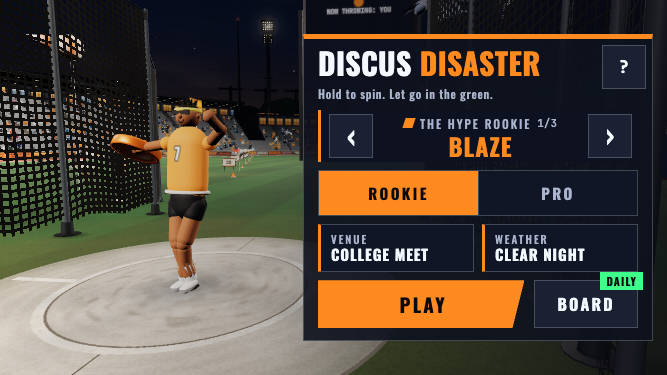 NOW THROWING: YOU
DISCUS DISASTER
?
Hold to spin. Let go in the green.
THE HYPE ROOKIE 1/3
BLAZE
ROOKIE
PRO
VENUE
COLLEGE MEET
WEATHER
CLEAR NIGHT
DAILY
PLAY
BOARD
7